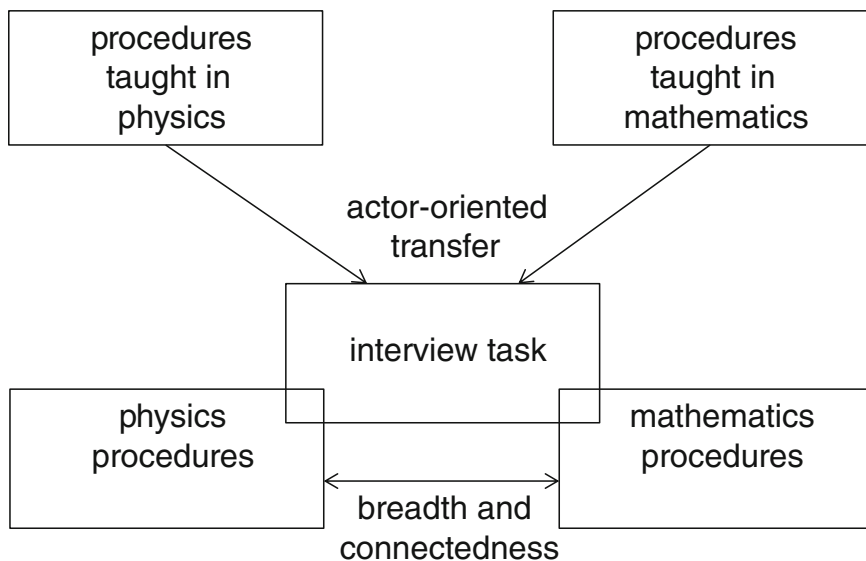 procedures
taught in
physics
procedures
taught in
mathematics
actor-oriented
transfer
interview task
physics
procedures
mathematics
procedures
breadth and
connectedness